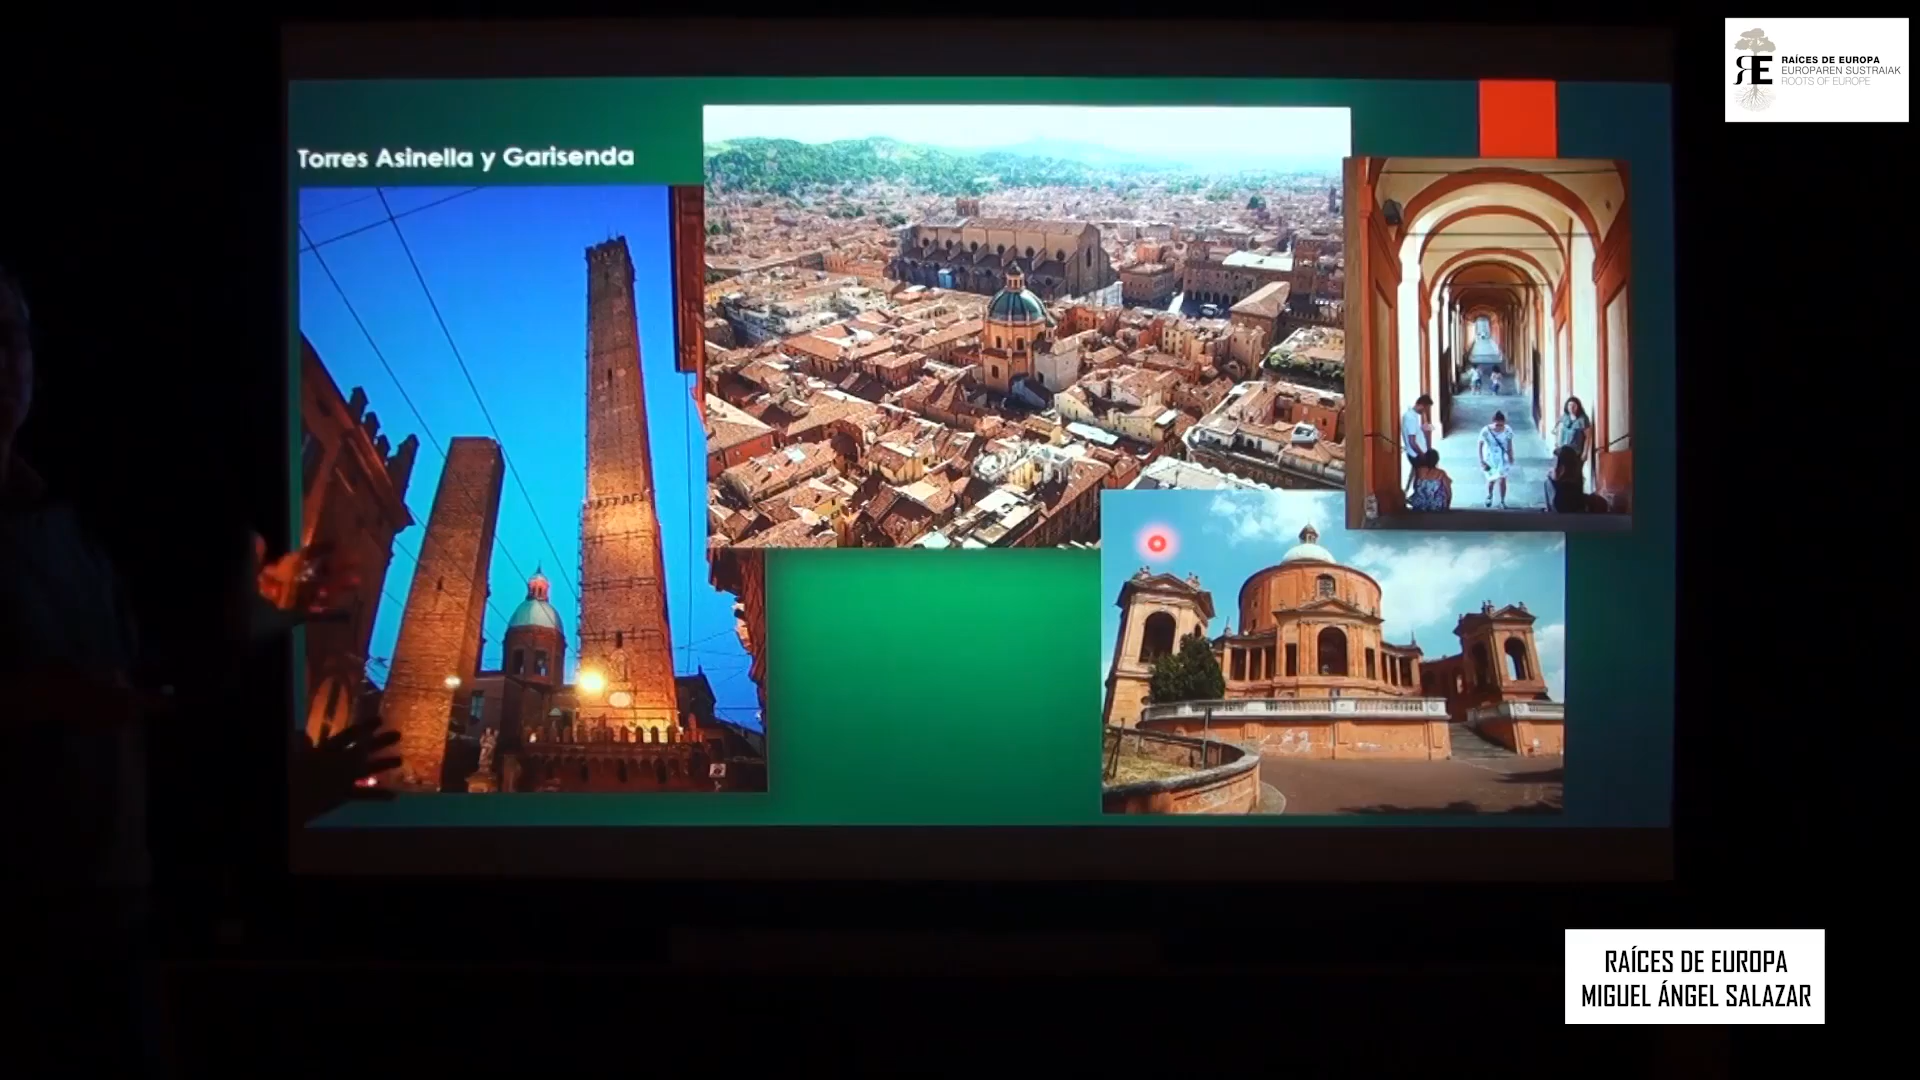 RAÍCES DE EUROPA
EUROPAREN SUSTRAIAK
ROOTS OF EUROPE
Torres Asinella y Garisenda
RAÍCES DE EUROPA
MIGUEL ÁNGEL SALAZAR